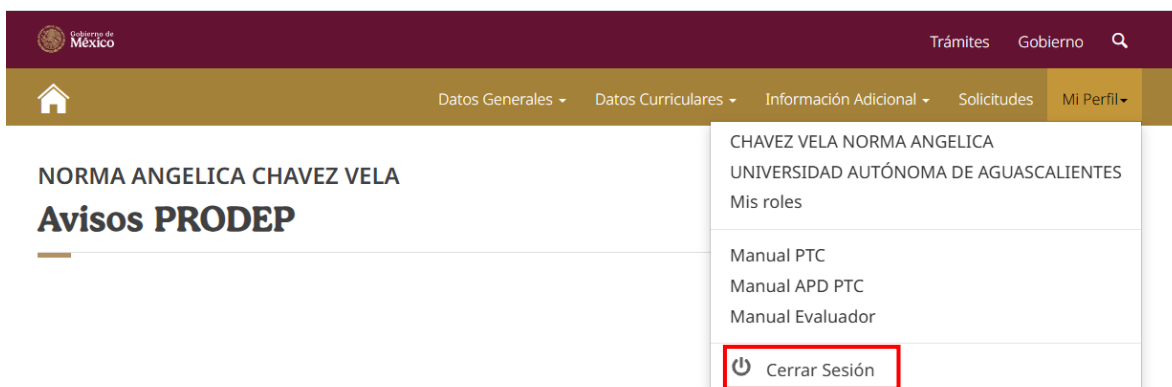 Gobierno de
México
Trámites Gobierno
Datos Generales Datos Curriculares Información Adicional Solicitudes Mi Perfil
CHAVEZ VELA NORMA ANGELICA
UNIVERSIDAD AUTÓNOMA DE AGUASCALIENTES
Mis roles
NORMA ANGELICA CHAVEZ VELA
Avisos PRODEP
Manual PTC
Manual APD PTC
Manual Evaluador
Cerrar Sesión